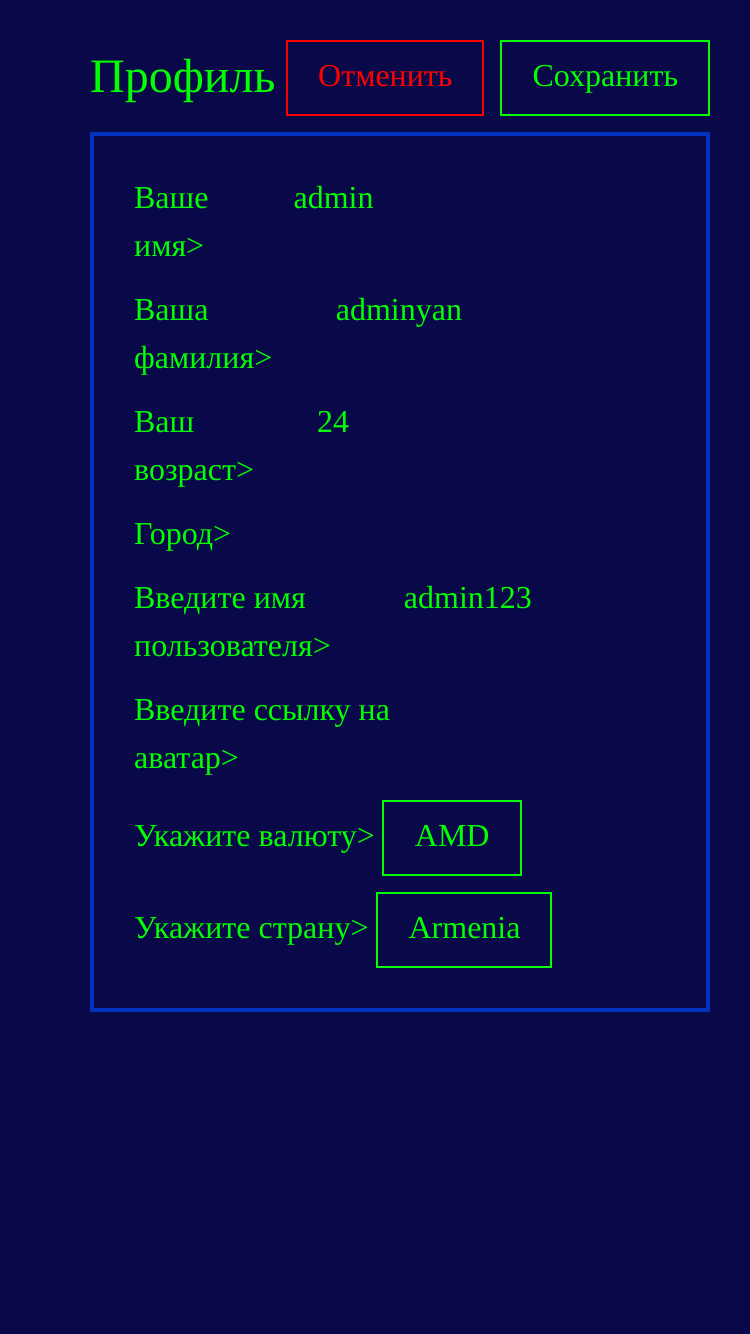 Профиль Отменить Сохранить
Ваше admin
имя>
Ваша adminyan
фамилия>
Ваш 24
возраст>
Город>
Введите имя admin123
пользователя>
Введите ссылку на
аватар>
Укажите валюту> AMD
Укажите страну> Armenia